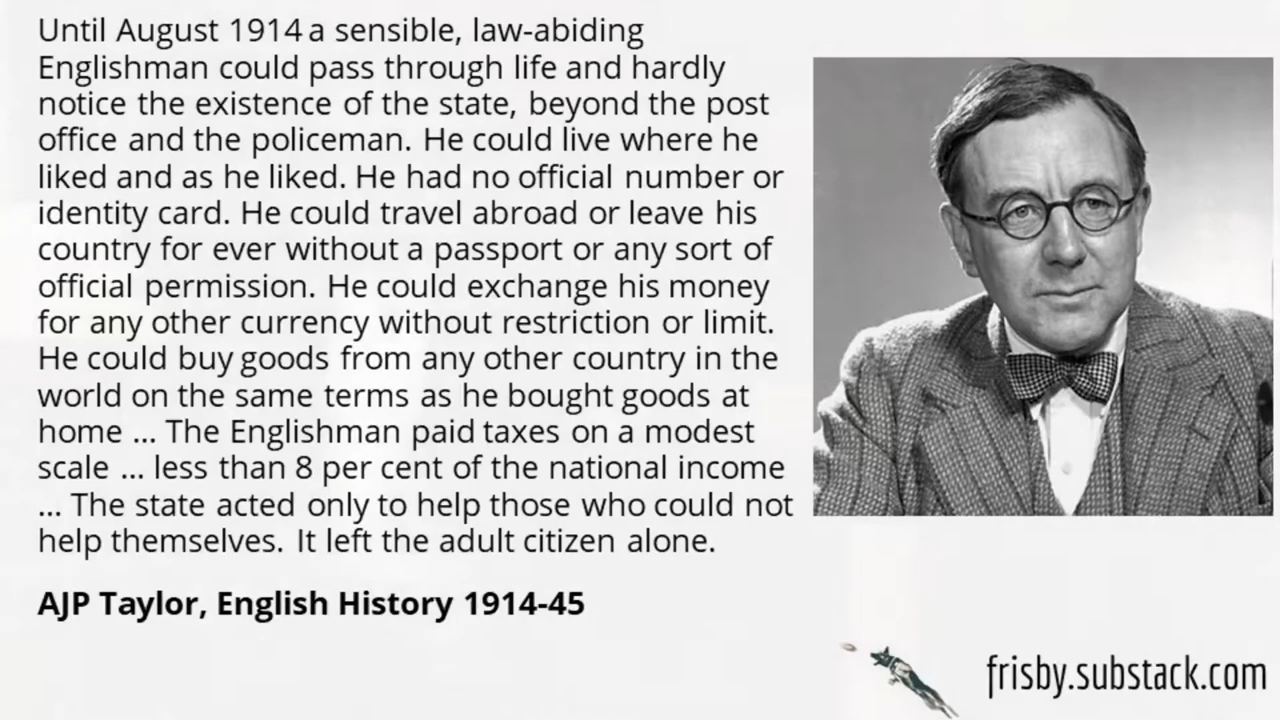 Until August 1914 a sensible, law-abiding
Englishman could pass through life and hardly
notice the existence of the state, beyond the post
office and the policeman. He could live where he
liked and as he liked. He had no official number or
identity card. He could travel abroad or leave his
country for ever without a passport or any sort of
official permission. He could exchange his money
for any other currency without restriction or limit.
He could buy goods from any other country in the
world on the same terms as he bought goods at
home ... The Englishman paid taxes on a modest
scale ... less than 8 per cent of the national income
... The state acted only to help those who could not
help themselves. It left the adult citizen alone.
AJP Taylor, English History 1914-45
frisby.substack.com